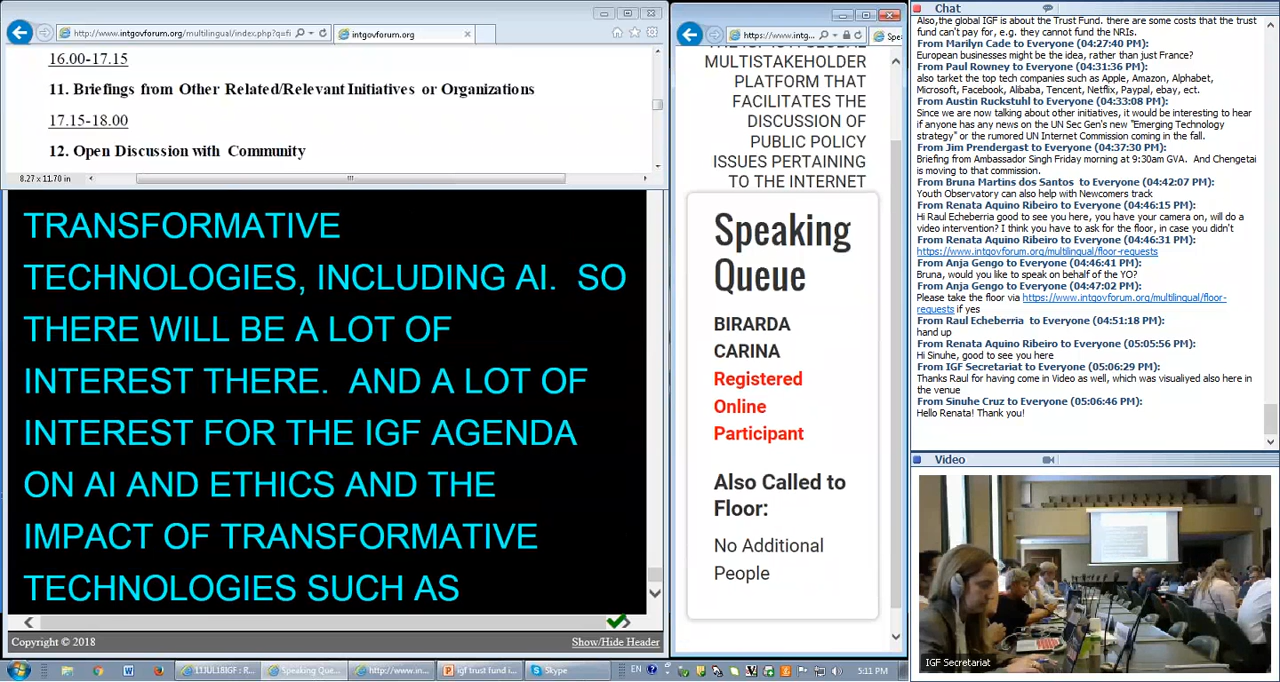 http://www.intgovforum.org/multilingual/index.php?q=fi
intgovforum.org
16.00-17.15
11. Briefings from Other Related/Relevant Initiatives or Organizations
17.15-18.00
12. Open Discussion with Community
8.27 x 11.70 in
TRANSFORMATIVE
TECHNOLOGIES, INCLUDING AI.  SO
THERE WILL BE A LOT OF
INTEREST THERE.  AND A LOT OF
INTEREST FOR THE IGF AGENDA
ON AI AND ETHICS AND THE
IMPACT OF TRANSFORMATIVE
TECHNOLOGIES SUCH AS
Copyright © 2018
Show/Hide Header
https://www.intg...
Spe
MULTISTAKEHOLDER
PLATFORM THAT
FACILITATES THE
DISCUSSION OF
PUBLIC POLICY
ISSUES PERTAINING
TO THE INTERNET
Speaking
Queue
BIRARDA
CARINA
Registered
Online
Participant
Also Called to
Floor:
No Additional
People
Chat
Also,the global IGF is about the Trust Fund. there are some costs that the trust
fund can't pay for, e.g. they cannot fund the NRIs.
From Marilyn Cade to Everyone (04:27:40 PM):
European businesses might be the idea, rather than just France?
From Paul Rowney to Everyone (04:31:36 PM):
also tarket the top tech companies such as Apple, Amazon, Alphabet,
Microsoft, Facebook, Alibaba, Tencent, Netflix, Paypal, ebay, ect.
From Austin Ruckstuhl to Everyone (04:33:08 PM):
Since we are now talking about other initiatives, it would be interesting to hear
if anyone has any news on the UN Sec Gen's new "Emerging Technology
strategy" or the rumored UN Internet Commission coming in the fall.
From Jim Prendergast to Everyone (04:37:30 PM):
Briefing from Ambassador Singh Friday morning at 9:30am GVA.  And Chengetai
is moving to that commission.
From Bruna Martins dos Santos  to Everyone (04:42:07 PM):
Youth Observatory can also help with Newcomers track
From Renata Aquino Ribeiro to Everyone (04:46:15 PM):
Hi Raul Echeberria good to see you here, you have your camera on, will do a
video intervention? I think you have to ask for the floor, in case you didn't
From Renata Aquino Ribeiro to Everyone (04:46:31 PM):
https://www.intgovforum.org/multilingual/floor-requests
From Anja Gengo to Everyone (04:46:41 PM):
Bruna, would you like to speak on behalf of the YO?
From Anja Gengo to Everyone (04:47:02 PM):
Please take the floor via https://www.intgovforum.org/multilingual/floor-
requests if yes
From Raul Echeberria  to Everyone (04:51:18 PM):
hand up
From Renata Aquino Ribeiro to Everyone (05:05:56 PM):
Hi Sinuhe, good to see you here
From IGF Secretariat to Everyone (05:06:29 PM):
Thanks Raul for having come in Video as well, which was visualiyed also here in
the venue
From Sinuhe Cruz to Everyone (05:06:46 PM):
Hello Renata! Thank you!
Video
IGF Secretariat
11JUL18IGF : R...
Speaking Que...
http://www.in...
igf trust fund i...
Skype
EN
5:11 PM